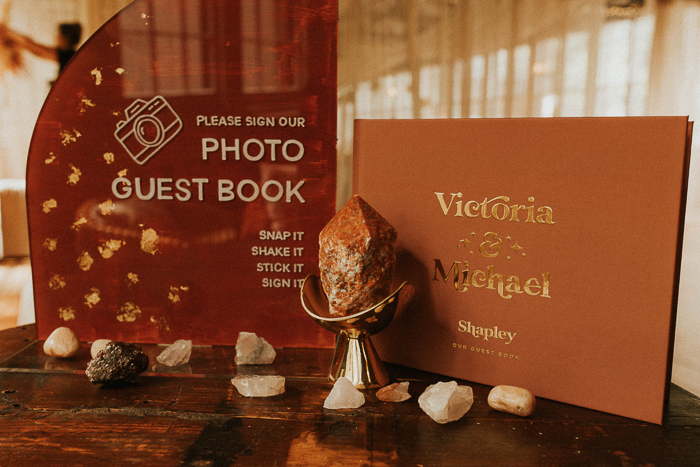 PLEASE SIGN OUR
PHOTO
GUEST BOOK
SNAP IT
SHAKE IT
STICK IT
SIGN IT
Victoria
&
Michael
Shapley
OUR GUEST BOOK